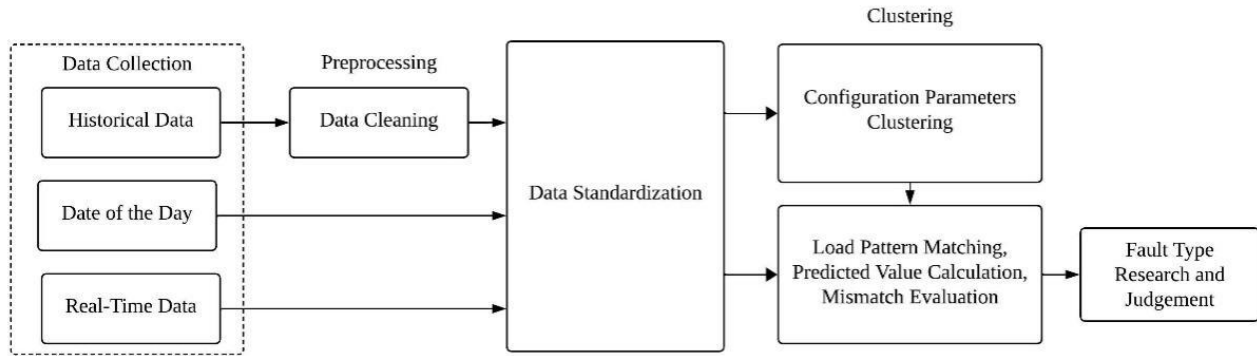 Clustering
Data Collection
Preprocessing
Historical Data
Data Cleaning
Configuration Parameters
Clustering
Data Standardization
Date of the Day
Load Pattern Matching,
Predicted Value Calculation,
Mismatch Evaluation
Fault Type
Research and
Judgement
Real-Time Data